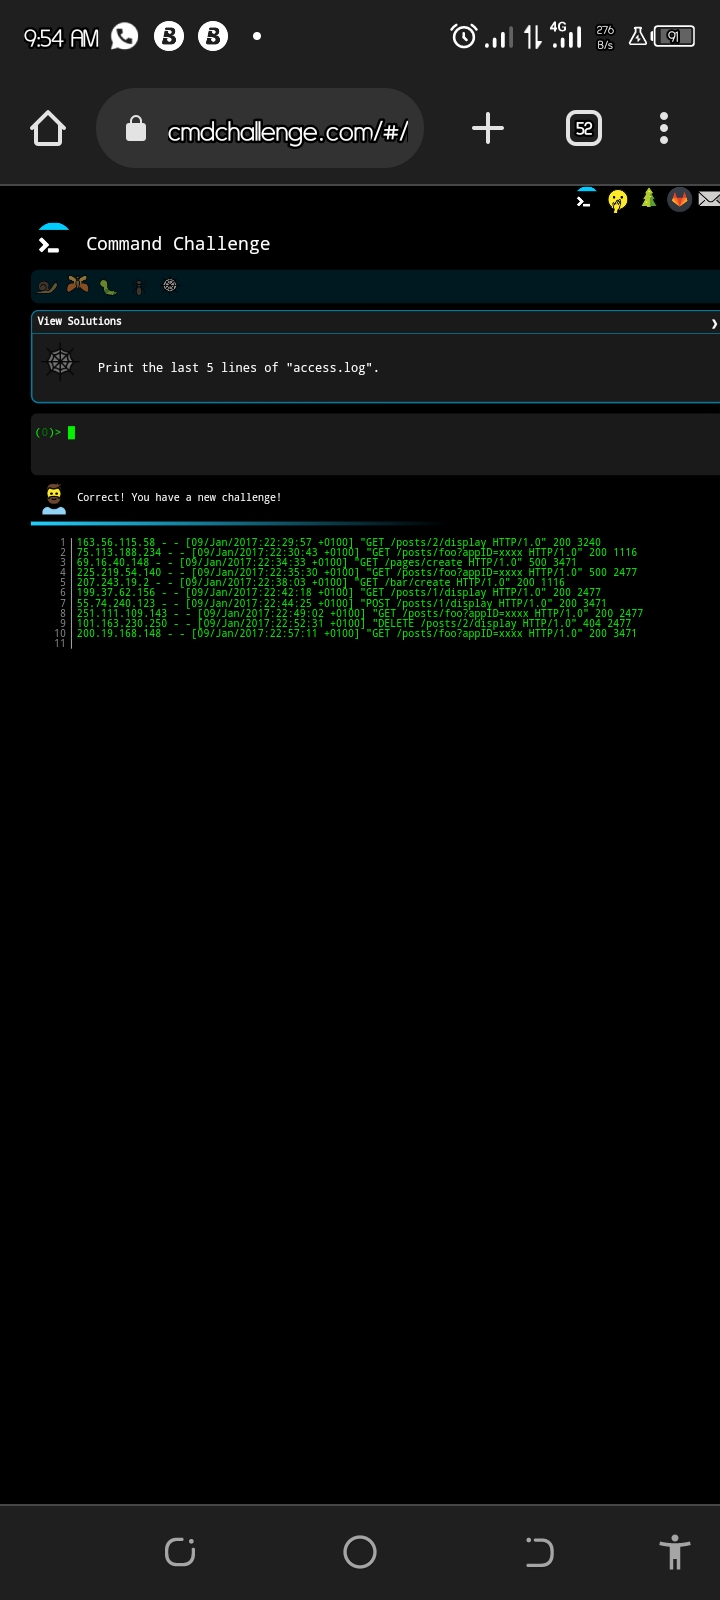 9:54 AM
4G
276 B/s
91
cmdchallenge.com/#/
52
Command Challenge
View Solutions
Print the last 5 lines of "access.log".
(0)>
Correct! You have a new challenge!
1 163.56.115.58 - - [09/Jan/2017:22:29:57 +0100] "GET /posts/2/display HTTP/1.0" 200 3240
2 75.113.188.234 - - [09/Jan/2017:22:30:43 +0100] "GET /posts/foo?appID=xxxx HTTP/1.0" 200 1116
3 69.16.40.148 - - [09/Jan/2017:22:34:33 +0100] "GET /pages/create HTTP/1.0" 500 3471
4 225.219.54.140 - - [09/Jan/2017:22:35:30 +0100] "GET /posts/foo?appID=xxxx HTTP/1.0" 500 2477
5 207.243.19.2 - - [09/Jan/2017:22:38:03 +0100] "GET /bar/create HTTP/1.0" 200 1116
6 199.37.62.156 - - [09/Jan/2017:22:42:18 +0100] "GET /posts/1/display HTTP/1.0" 200 2477
7 55.74.240.123 - - [09/Jan/2017:22:44:25 +0100] "POST /posts/1/display HTTP/1.0" 200 3471
8 251.111.109.143 - - [09/Jan/2017:22:49:02 +0100] "GET /posts/foo?appID=xxxx HTTP/1.0" 200 2477
9 101.163.230.250 - - [09/Jan/2017:22:52:31 +0100] "DELETE /posts/2/display HTTP/1.0" 404 2477
10 200.19.168.148 - - [09/Jan/2017:22:57:11 +0100] "GET /posts/foo?appID=xxxx HTTP/1.0" 200 3471
11